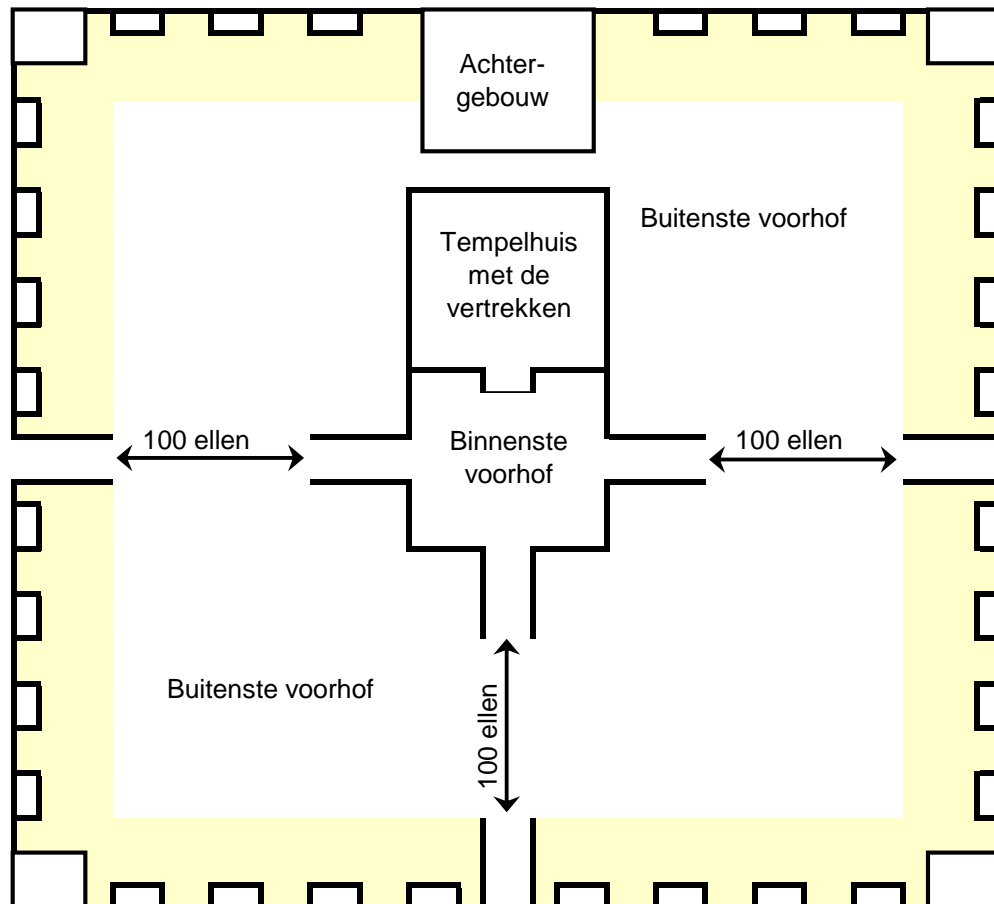 Achter-
gebouw
Buitenste voorhof
Tempelhuis
met de
vertrekken
100 ellen
Binnenste
voorhof
100 ellen
Buitenste voorhof
100 ellen